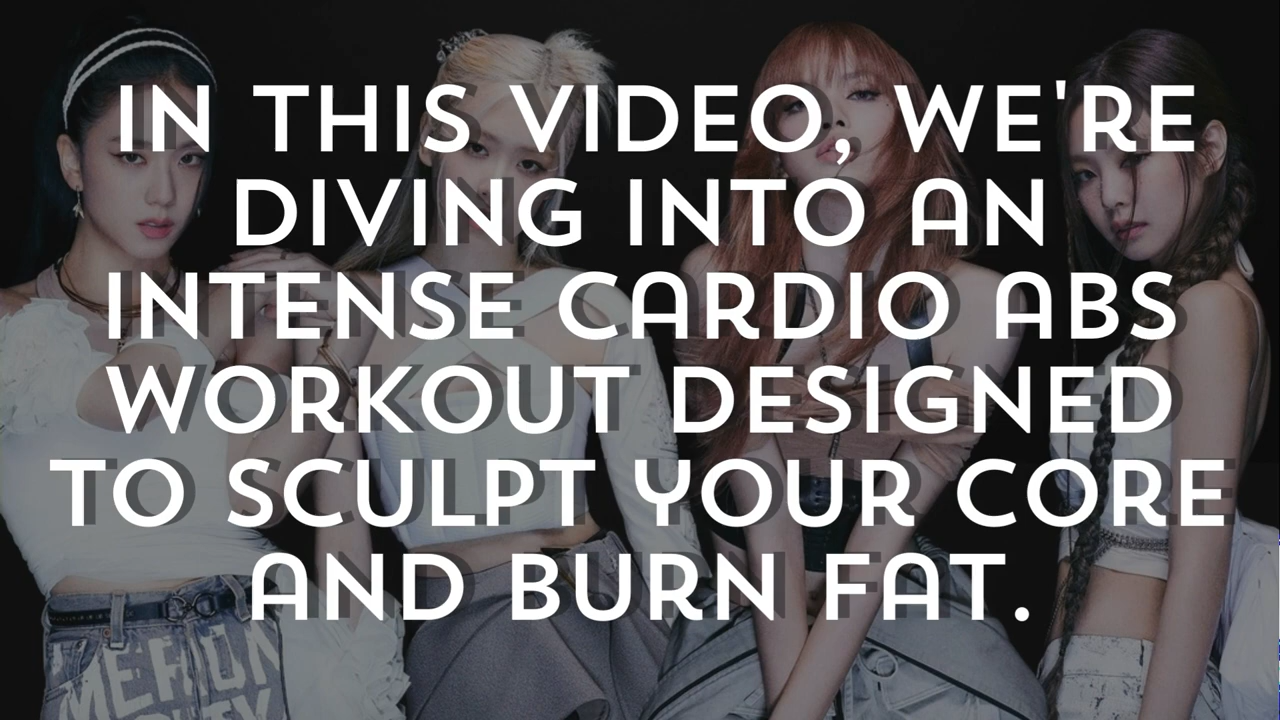 IN THIS VIDEO, WE'RE
DIVING INTO AN
INTENSE CARDIO ABS
WORKOUT DESIGNED
TO SCULPT YOUR CORE
AND BURN FAT.